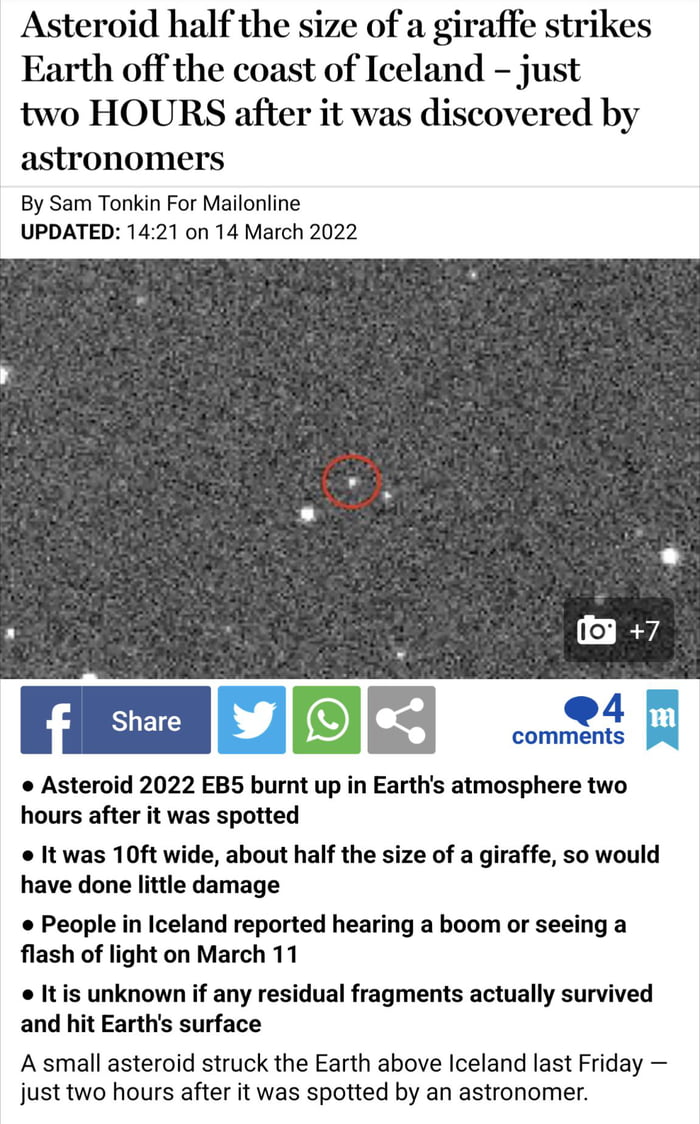 Asteroid half the size of a giraffe strikes
Earth off the coast of Iceland – just
two HOURS after it was discovered by
astronomers
By Sam Tonkin For Mailonline
UPDATED: 14:21 on 14 March 2022
+7
f Share
4
comments
m
• Asteroid 2022 EB5 burnt up in Earth's atmosphere two
hours after it was spotted
• It was 10ft wide, about half the size of a giraffe, so would
have done little damage
• People in Iceland reported hearing a boom or seeing a
flash of light on March 11
• It is unknown if any residual fragments actually survived
and hit Earth's surface
A small asteroid struck the Earth above Iceland last Friday —
just two hours after it was spotted by an astronomer.